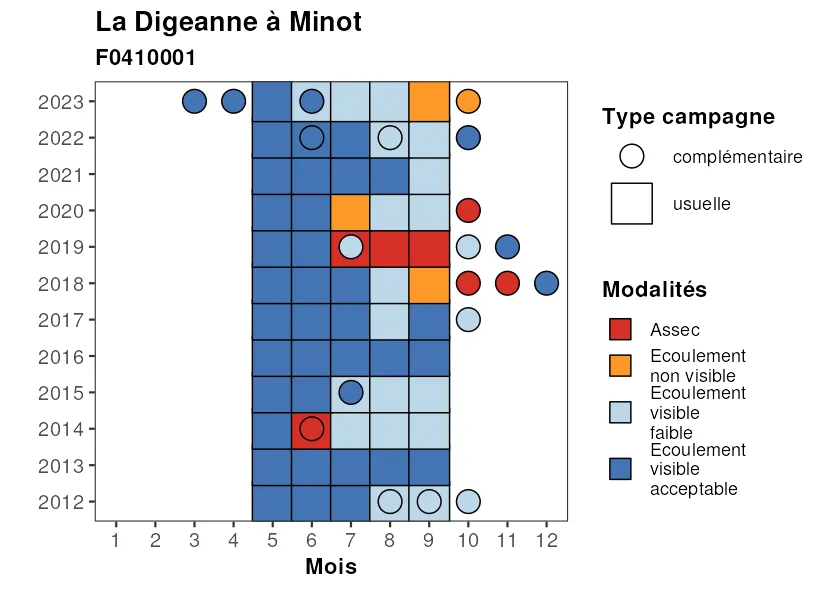 La Digeanne à Minot
F0410001
2023
2022
2021
2020
2019
2018
2017
2016
2015
2014
2013
2012
1 2 3 4 5 6 7 8 9 10 11 12
Mois
Type campagne
complémentaire
usuelle
Modalités
Assec
Ecoulement
non visible
Ecoulement
visible
faible
Ecoulement
visible
acceptable